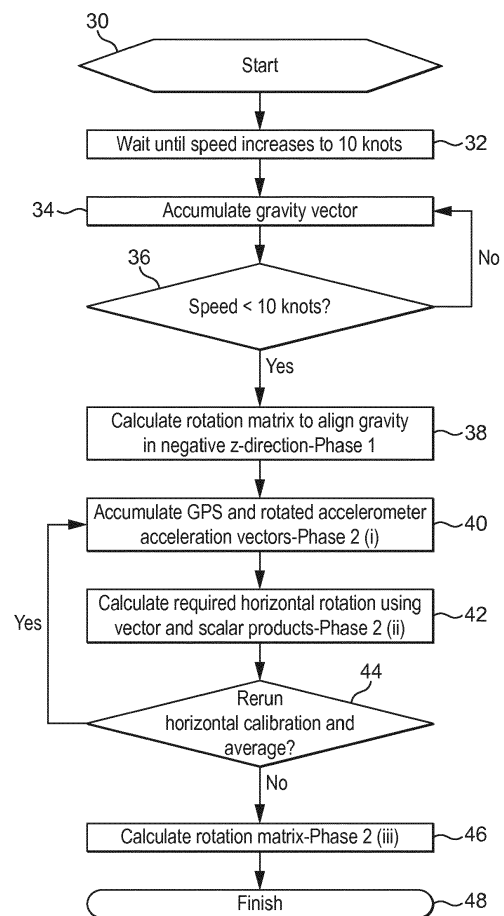 30
Start
Wait until speed increases to 10 knots
32
34
Accumulate gravity vector
36
No
Speed < 10 knots?
Yes
Calculate rotation matrix to align gravity
in negative z-direction-Phase 1
38
Accumulate GPS and rotated accelerometer
acceleration vectors-Phase 2 (i)
40
Yes
Calculate required horizontal rotation using
vector and scalar products-Phase 2 (ii)
42
44
Rerun
horizontal calibration and
average?
No
Calculate rotation matrix-Phase 2 (iii)
46
Finish
48